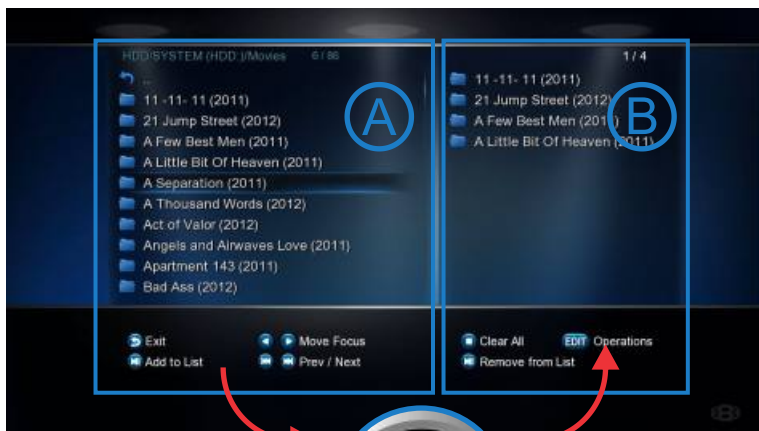 HDD/SYSTEM (HDD:)/Movies 6 / 86
..
11 -11- 11 (2011)
21 Jump Street (2012)
A Few Best Men (2011)
A Little Bit Of Heaven (2011)
A Separation (2011)
A Thousand Words (2012)
Act of Valor (2012)
Angels and Airwaves Love (2011)
Apartment 143 (2011)
Bad Ass (2012)
A
Exit
Move Focus
Add to List
Prev / Next
1 / 4
11 -11- 11 (2011)
21 Jump Street (2012)
A Few Best Men (2011)
A Little Bit Of Heaven (2011)
B
Clear All
EDIT Operations
Remove from List